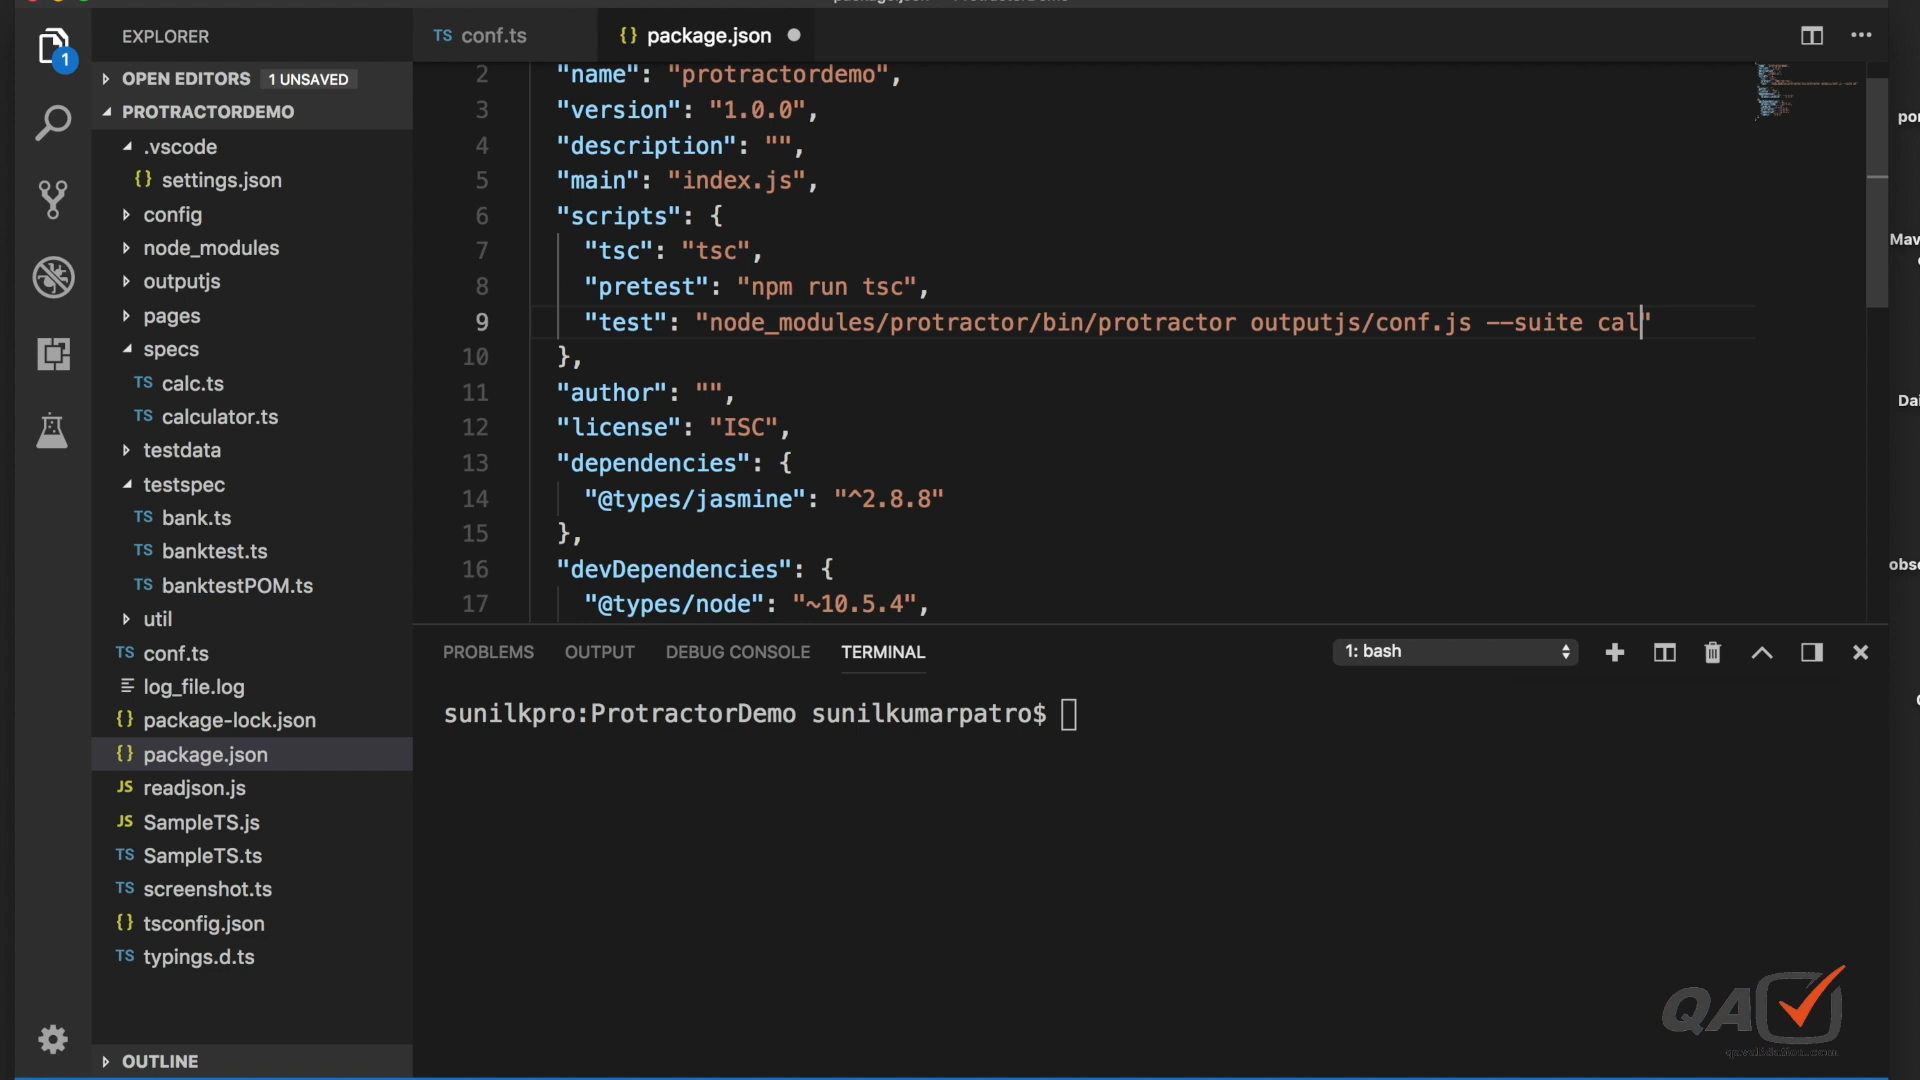 EXPLORER
OPEN EDITORS 1 UNSAVED
PROTRACTORDEMO
.vscode
{} settings.json
config
node_modules
outputjs
pages
specs
TS calc.ts
TS calculator.ts
testdata
testspec
TS bank.ts
TS banktest.ts
TS banktestPOM.ts
util
TS conf.ts
log_file.log
{} package-lock.json
{} package.json
JS readjson.js
JS SampleTS.js
TS SampleTS.ts
TS screenshot.ts
{} tsconfig.json
TS typings.d.ts
OUTLINE
1
TS conf.ts
{} package.json
2 "name": "protractordemo",
3 "version": "1.0.0",
4 "description": "",
5 "main": "index.js",
6 "scripts": {
7 "tsc": "tsc",
8 "pretest": "npm run tsc",
9 "test": "node_modules/protractor/bin/protractor outputjs/conf.js --suite cal"
10 },
11 "author": "",
12 "license": "ISC",
13 "dependencies": {
14 "@types/jasmine": "^2.8.8"
15 },
16 "devDependencies": {
17 "@types/node": "~10.5.4",
PROBLEMS OUTPUT DEBUG CONSOLE TERMINAL
1: bash
sunilkpro:ProtractorDemo sunilkumarpatro$
QA